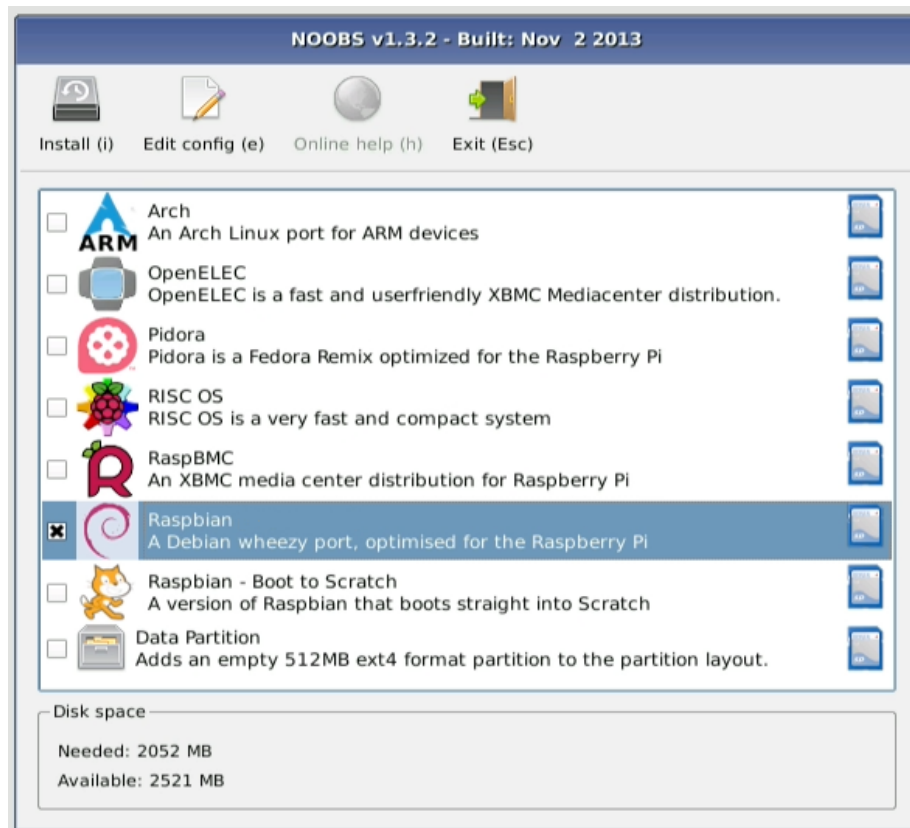 NOOBS v1.3.2 - Built: Nov 2 2013
Install (i) Edit config (e) Online help (h) Exit (Esc)
Arch
ARM An Arch Linux port for ARM devices
OpenELEC
OpenELEC is a fast and userfriendly XBMC Mediacenter distribution.
Pidora
Pidora is a Fedora Remix optimized for the Raspberry Pi
RISC OS
RISC OS is a very fast and compact system
RaspBMC
An XBMC media center distribution for Raspberry Pi
Raspbian
A Debian wheezy port, optimised for the Raspberry Pi
Raspbian - Boot to Scratch
A version of Raspbian that boots straight into Scratch
Data Partition
Adds an empty 512MB ext4 format partition to the partition layout.
Disk space
Needed: 2052 MB
Available: 2521 MB